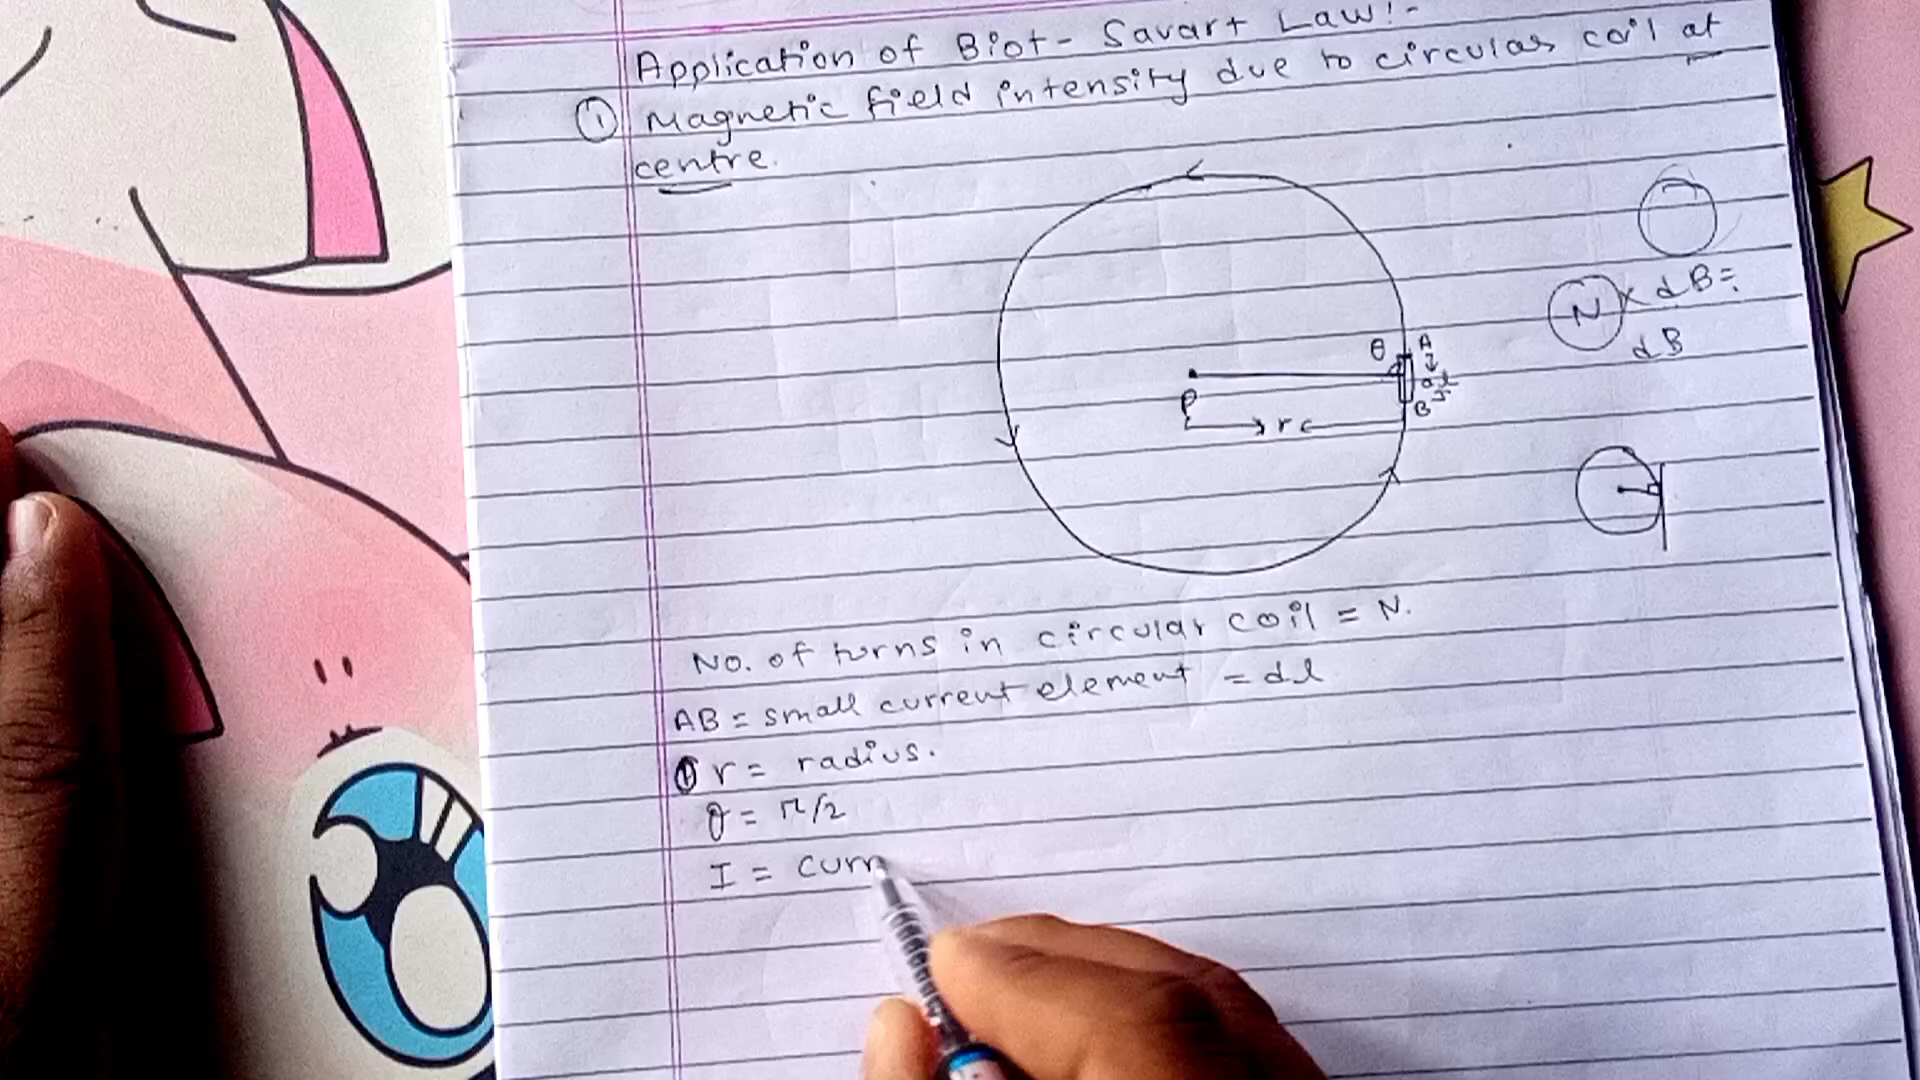 Application of Biot-Savart Law:-
① Magnetic field intensity due to circular coil at
centre.
N x dB =
dB
θ A
dl
P B
r
No. of turns in circular coil = N.
AB = small current element = dl
r = radius.
θ = π/2
I = curr